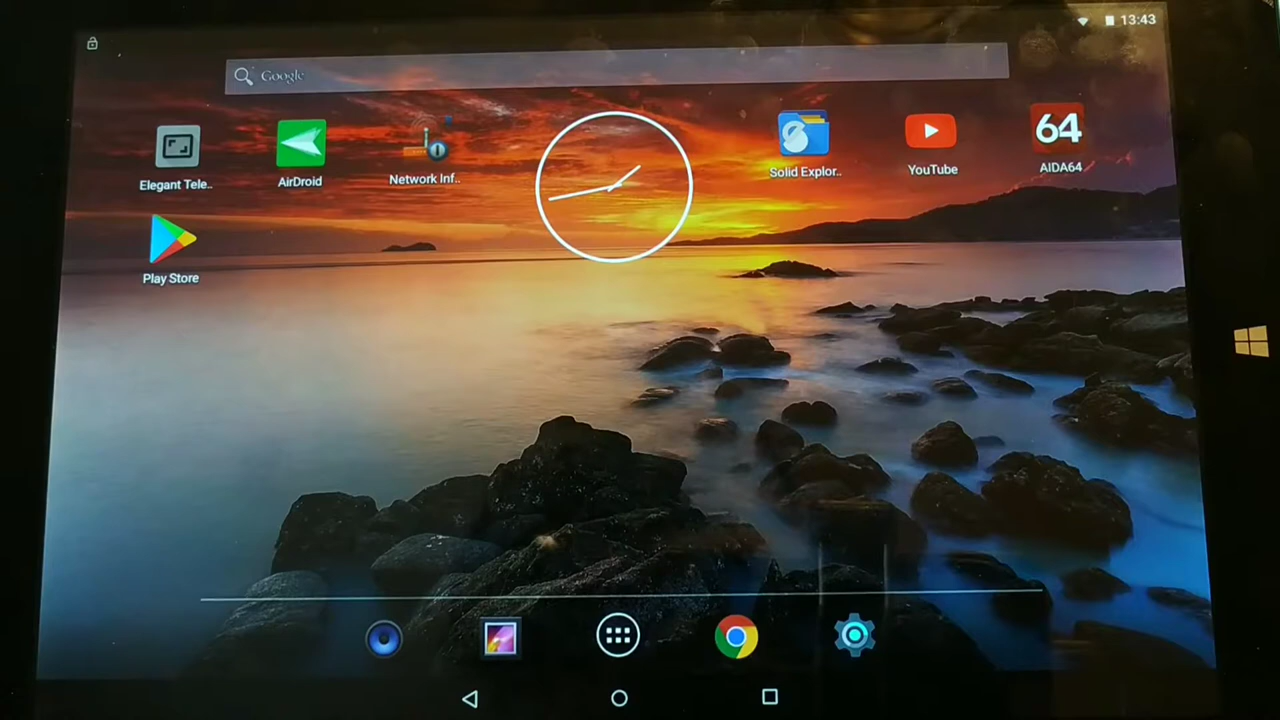 13:43
Google
Elegant Tele..
AirDroid
Network Inf..
Solid Explor..
YouTube
64
AIDA64
Play Store